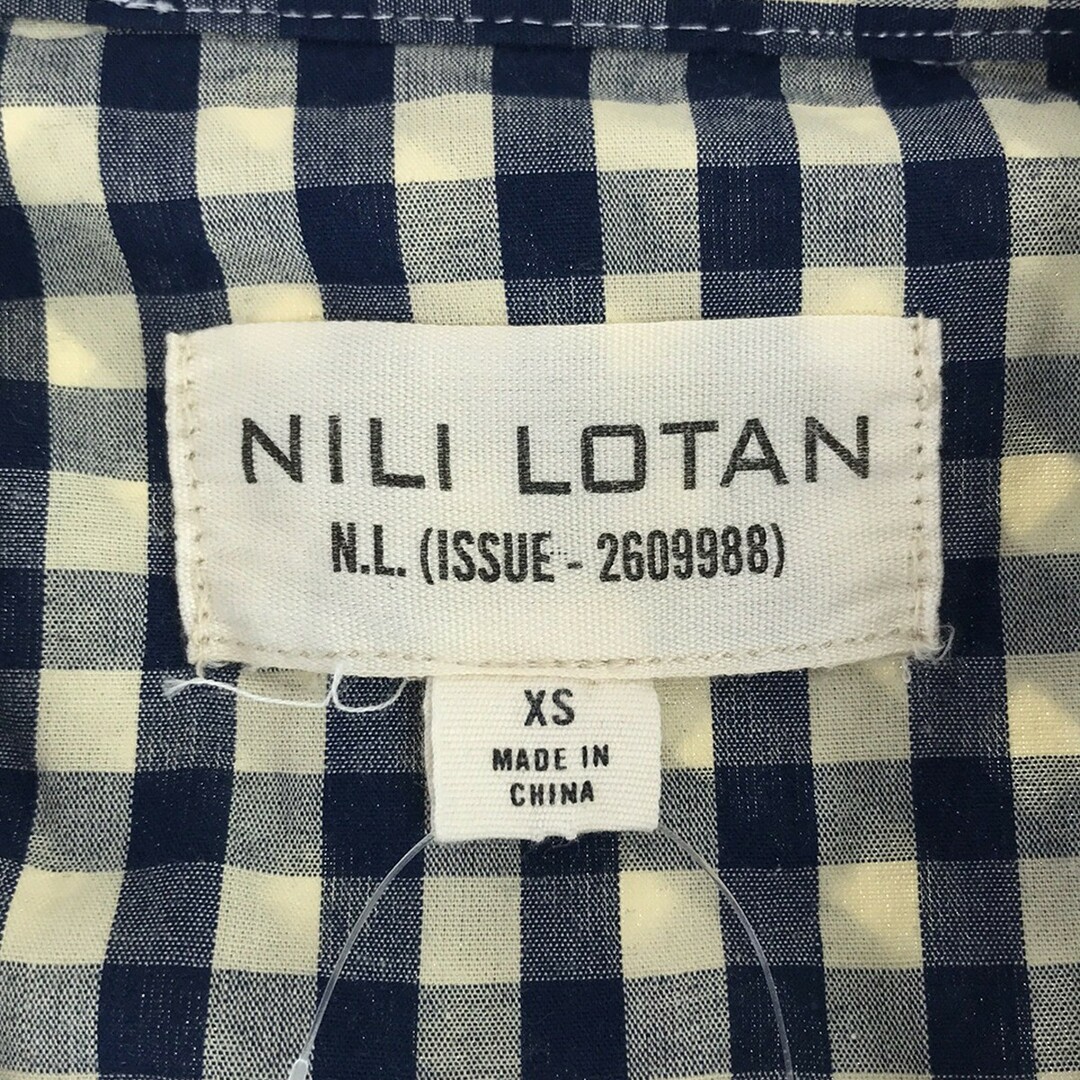 NILI LOTAN
N.L. (ISSUE - 2609988)
XS
MADE IN
CHINA